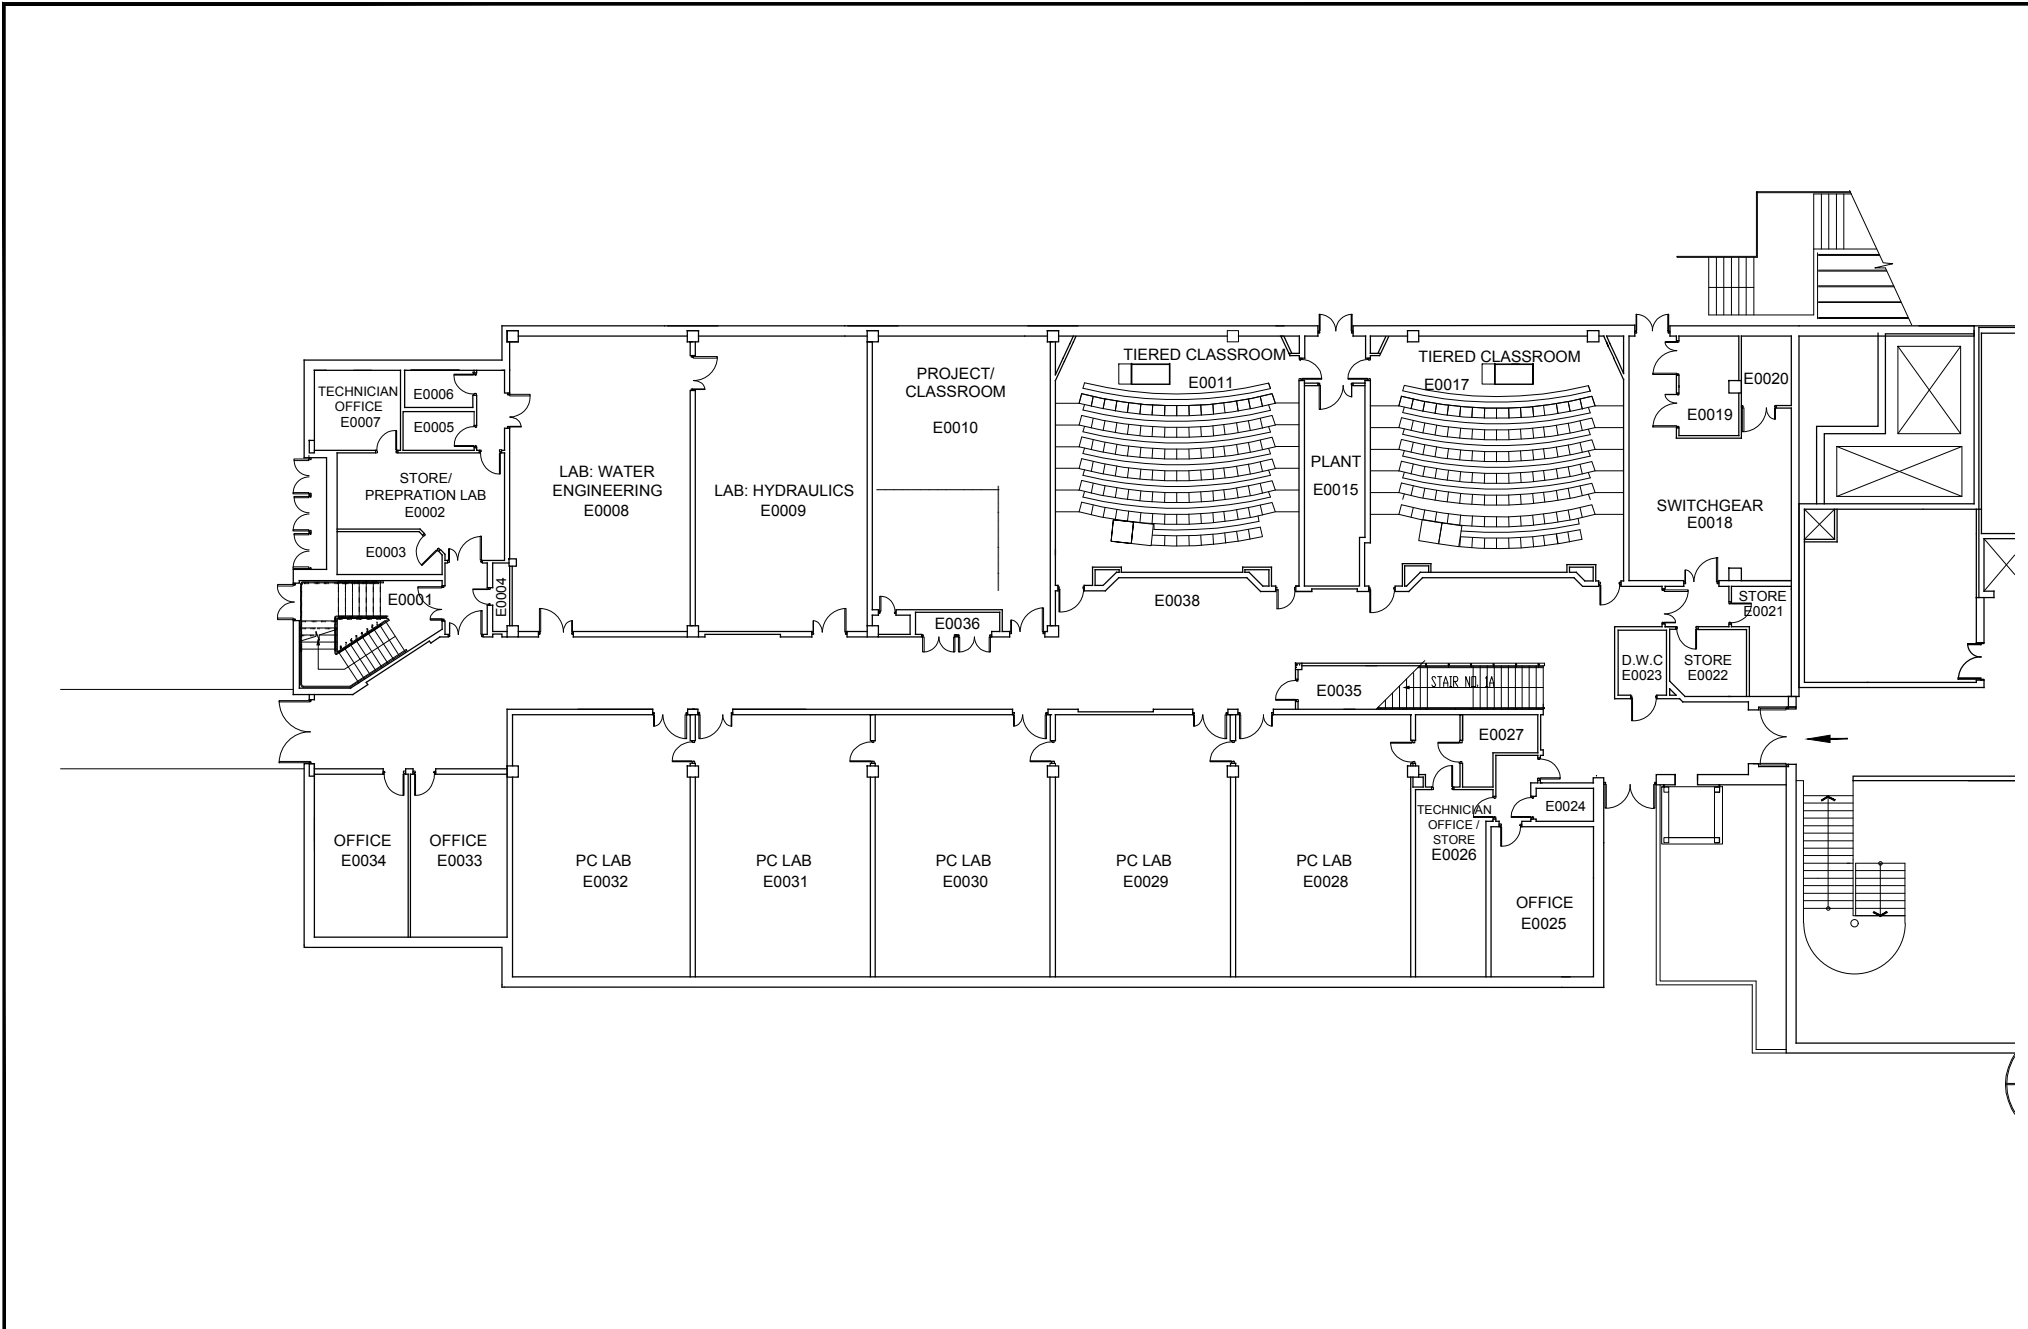 TIERED CLASSROOM
E0011
TIERED CLASSROOM
E0017
PROJECT/
CLASSROOM
E0010
E0020
E0019
TECHNICIAN
OFFICE
E0007
E0006
E0005
PLANT
E0015
LAB: WATER
ENGINEERING
E0008
LAB: HYDRAULICS
E0009
STORE/
PREPRATION LAB
E0002
SWITCHGEAR
E0018
E0003
E0001
E0004
E0038
STORE
E0021
E0036
D.W.C
E0023
STORE
E0022
E0035
STAIR NO. 1A
E0027
E0024
TECHNICIAN
OFFICE /
STORE
E0026
OFFICE
E0034
OFFICE
E0033
PC LAB
E0032
PC LAB
E0031
PC LAB
E0030
PC LAB
E0029
PC LAB
E0028
OFFICE
E0025